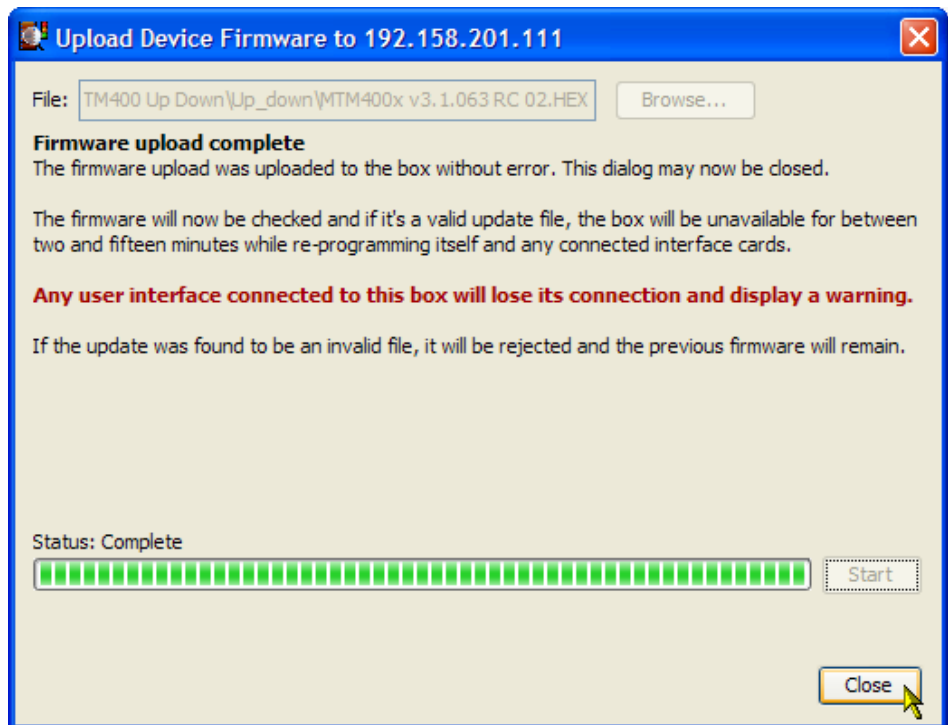 Upload Device Firmware to 192.158.201.111
File: TM400 Up Down\Up_down\MTM400x v3.1.063 RC 02.HEX Browse...
Firmware upload complete
The firmware upload was uploaded to the box without error. This dialog may now be closed.
The firmware will now be checked and if it's a valid update file, the box will be unavailable for between
two and fifteen minutes while re-programming itself and any connected interface cards.
Any user interface connected to this box will lose its connection and display a warning.
If the update was found to be an invalid file, it will be rejected and the previous firmware will remain.
Status: Complete
Start
Close